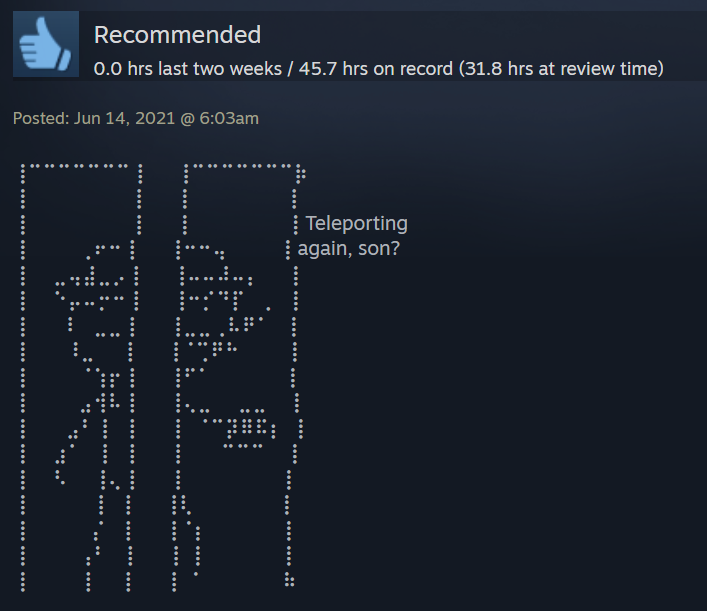 Recommended
0.0 hrs last two weeks / 45.7 hrs on record (31.8 hrs at review time)
Posted: Jun 14, 2021 @ 6:03am
Teleporting
again, son?